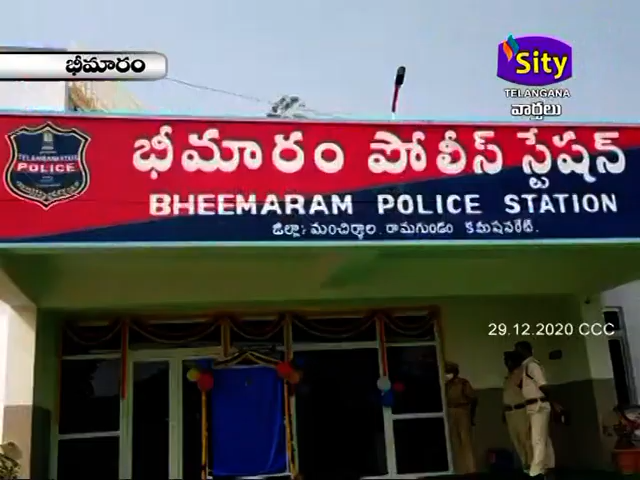 భీమారం
Sity
TELANGANA
వార్తలు
TELANGANA STATE
POLICE
భీమారం పోలీస్ స్టేషన్
BHEEMARAM POLICE STATION
జిల్లా: మంచిర్యాల. రామగుండం కమిషనరేట్.
29.12.2020 CCC